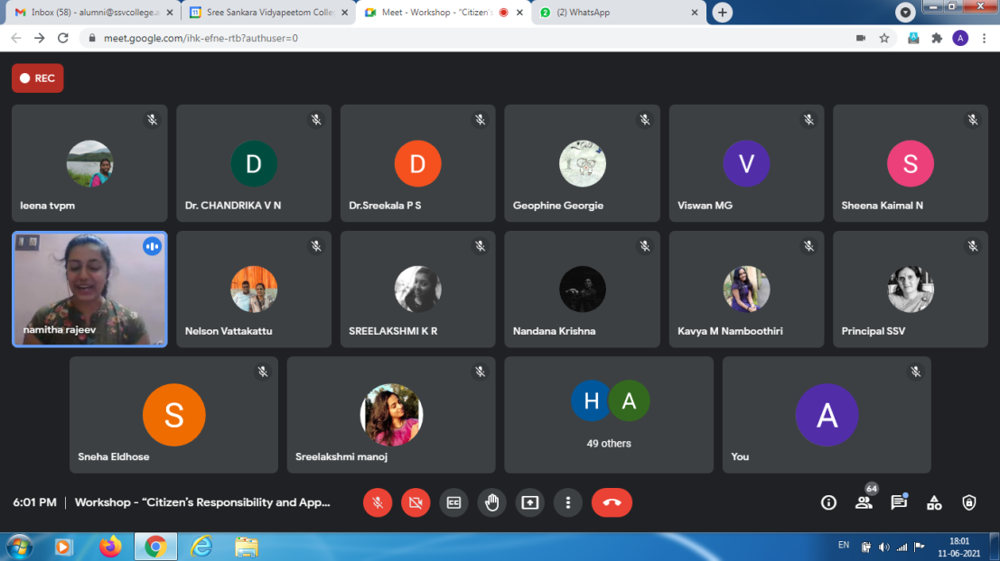 Inbox (58) - alumni@ssvcollege.a
Sree Sankara Vidyapeetom Colle
Meet - Workshop - “Citizen's
(2) WhatsApp
meet.google.com/ihk-efne-rtb?authuser=0
A
REC
D
D
V
S
leena tvpm
Dr. CHANDRIKA V N
Dr.Sreekala P S
Geophine Georgie
Viswan MG
Sheena Kaimal N
namitha rajeev
Nelson Vattakattu
SREELAKSHMI K R
Nandana Krishna
Kavya M Namboothiri
Principal SSV
S
H A
A
49 others
Sneha Eldhose
Sreelakshmi manoj
You
6:01 PM | Workshop - “Citizen's Responsibility and App...
64
EN
18:01
11-06-2021